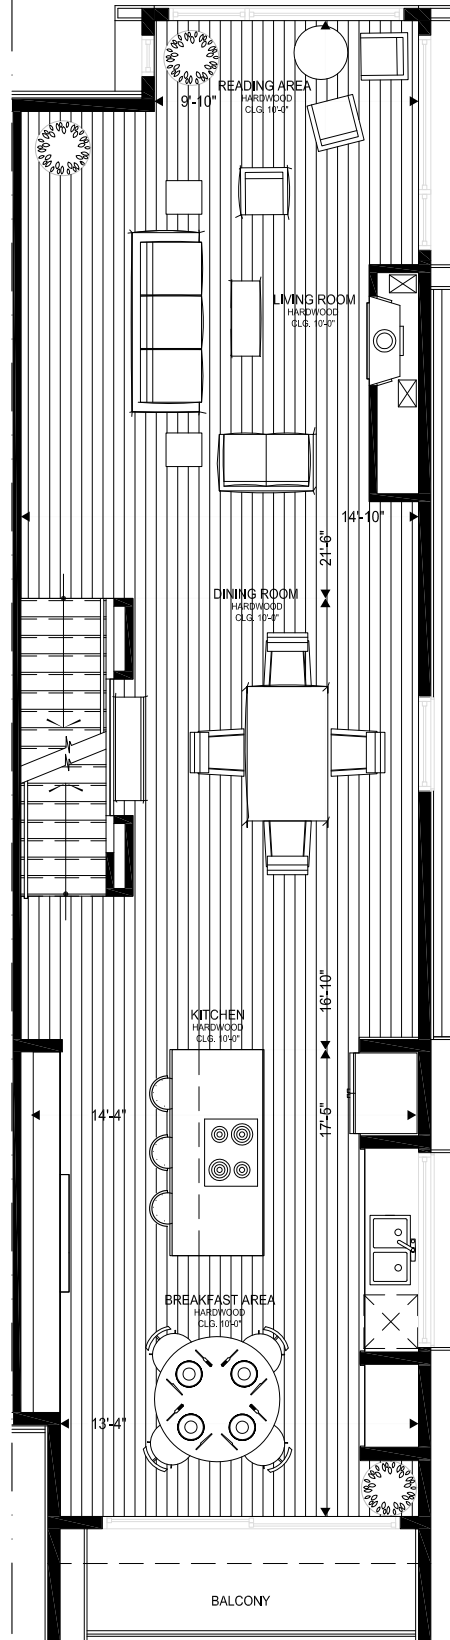 READING AREA
HARDWOOD
CLG. 10'-0"
9'-10"
LIVING ROOM
HARDWOOD
CLG. 10'-0"
14'-10"
21'-6"
DINING ROOM
HARDWOOD
CLG. 10'-0"
16'-10"
KITCHEN
HARDWOOD
CLG. 10'-0"
14'-4"
17'-5"
BREAKFAST AREA
HARDWOOD
CLG. 10'-0"
13'-4"
BALCONY